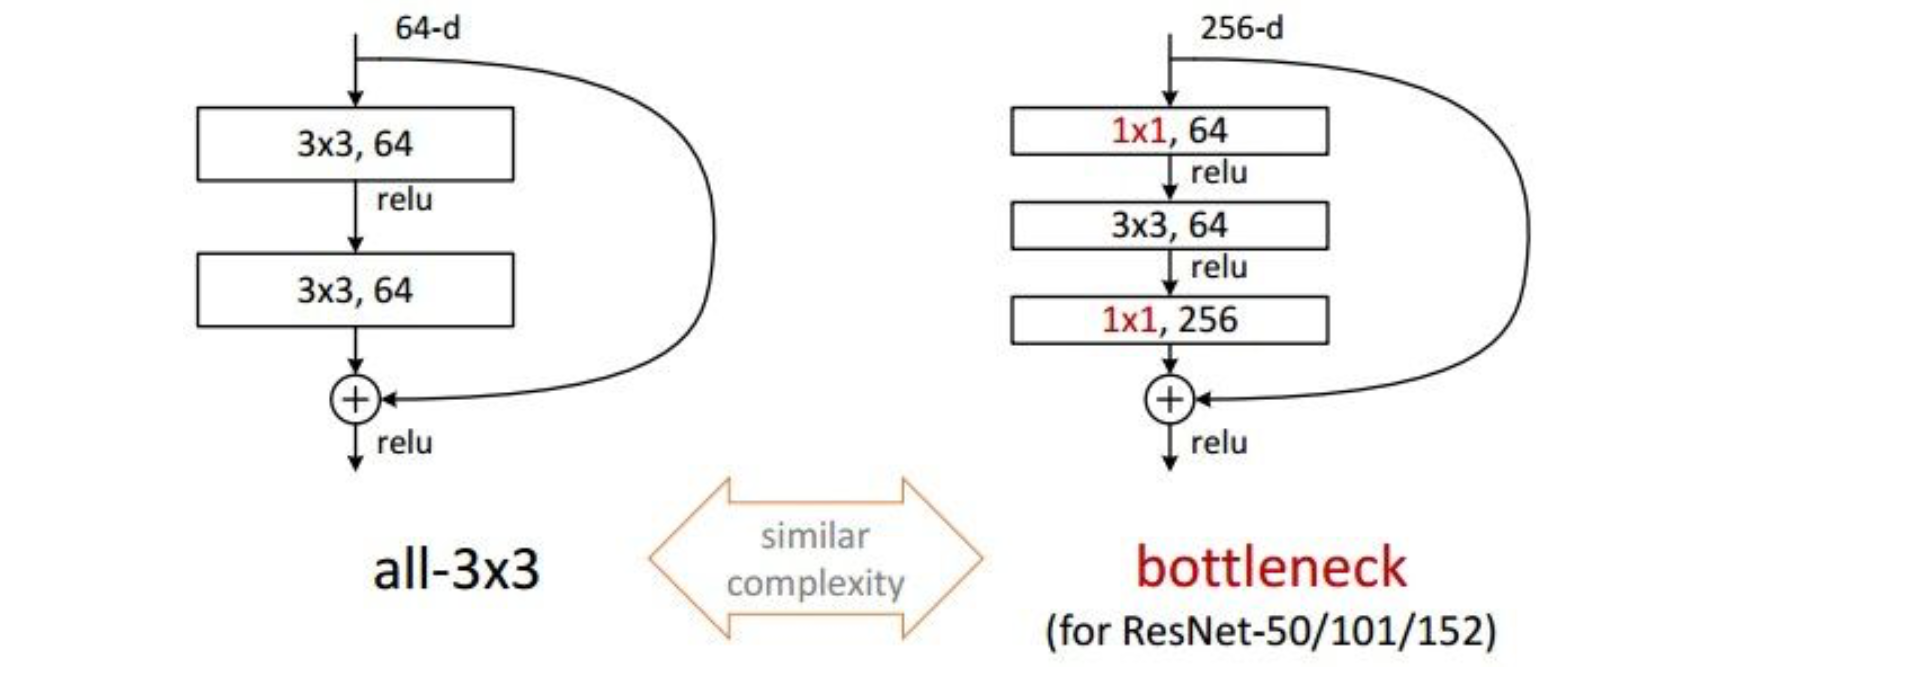 64-d
3x3, 64
relu
3x3, 64
relu
all-3x3
similar
complexity
256-d
1x1, 64
relu
3x3, 64
relu
1x1, 256
relu
bottleneck
(for ResNet-50/101/152)